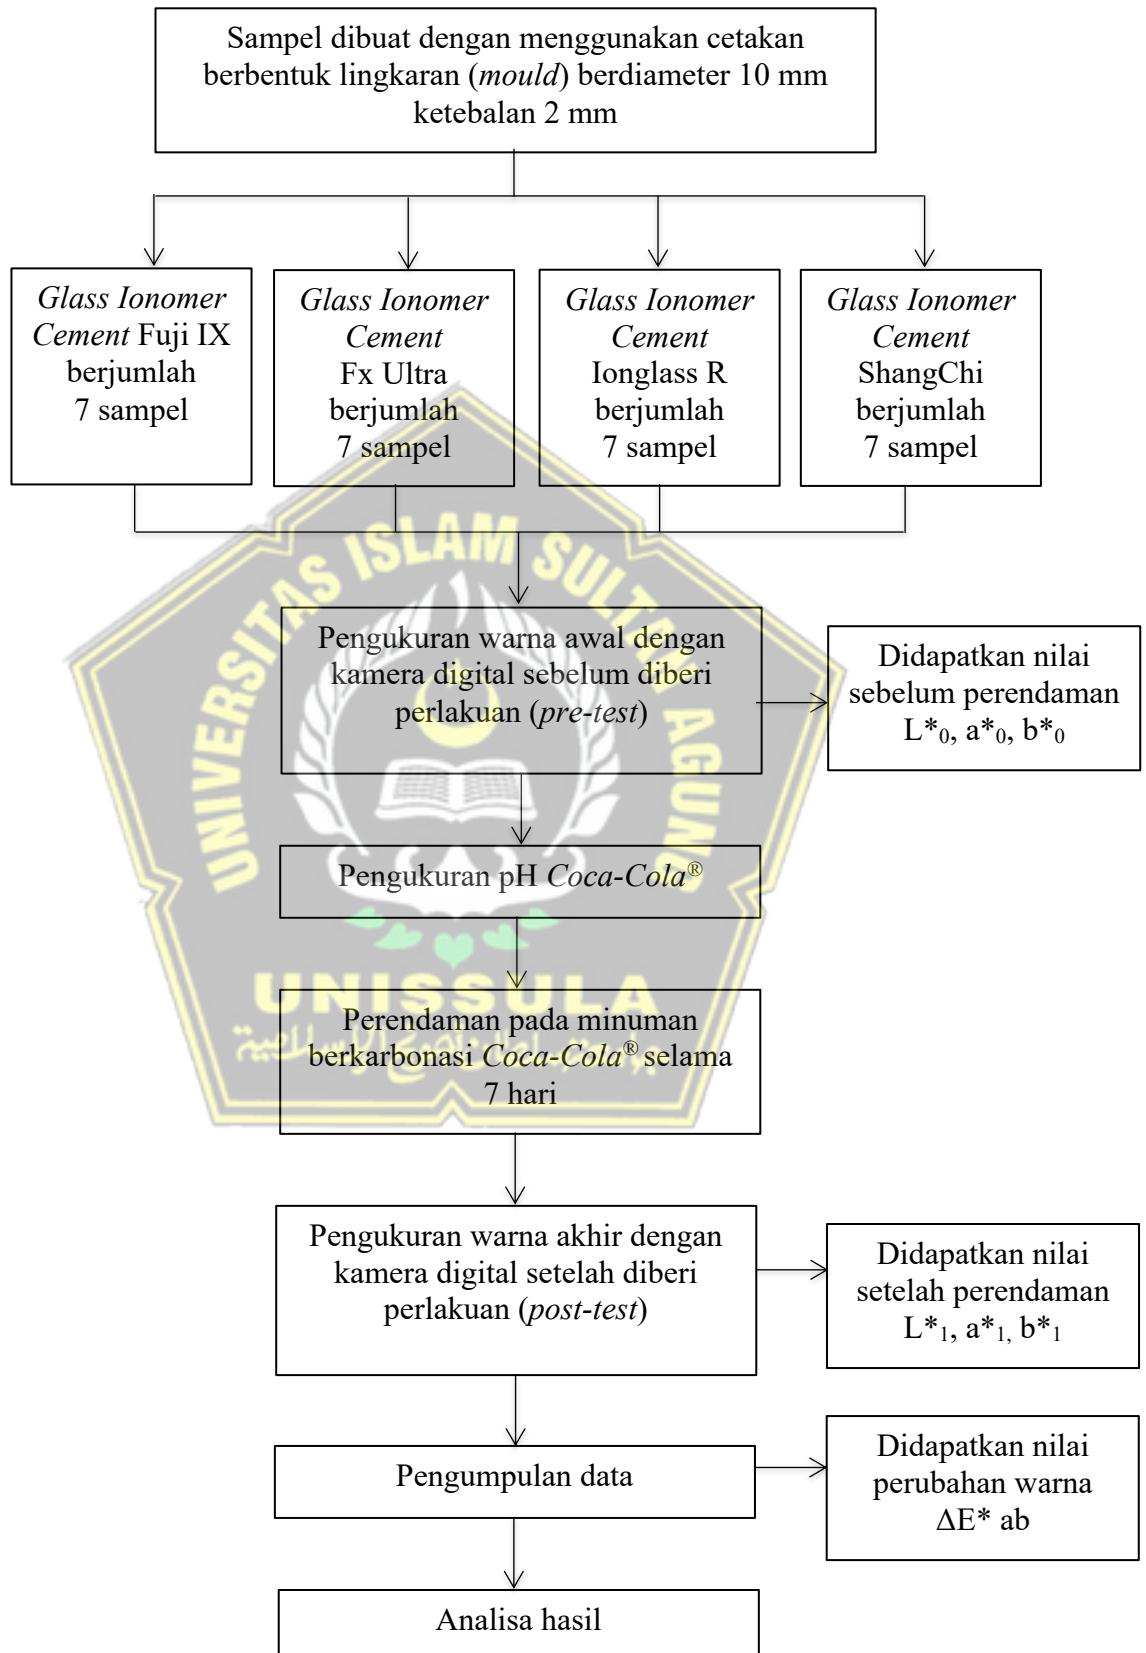 Sampel dibuat dengan menggunakan cetakan
berbentuk lingkaran (mould) berdiameter 10 mm
ketebalan 2 mm
Glass Ionomer
Cement Fuji IX
berjumlah
7 sampel
Glass Ionomer
Cement
Fx Ultra
berjumlah
7 sampel
Glass Ionomer
Cement
Ionglass R
berjumlah
7 sampel
Glass Ionomer
Cement
ShangChi
berjumlah
7 sampel
UNIVERSITAS ISLAM SULTAN AGUNG
Pengukuran warna awal dengan
kamera digital sebelum diberi
perlakuan (pre-test)
Didapatkan nilai
sebelum perendaman
L*₀, a*₀, b*₀
Pengukuran pH Coca-Cola®
UNISSULA
Perendaman pada minuman
berkarbonasi Coca-Cola® selama
7 hari
Pengukuran warna akhir dengan
kamera digital setelah diberi
perlakuan (post-test)
Didapatkan nilai
setelah perendaman
L*₁, a*₁, b*₁
Pengumpulan data
Didapatkan nilai
perubahan warna
ΔE* ab
Analisa hasil